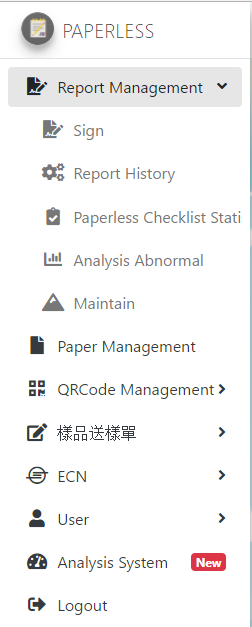 PAPERLESS
Report Management
Sign
Report History
Paperless Checklist Stati
Analysis Abnormal
Maintain
Paper Management
QRCode Management
樣品送樣單
ECN
User
Analysis System New
Logout